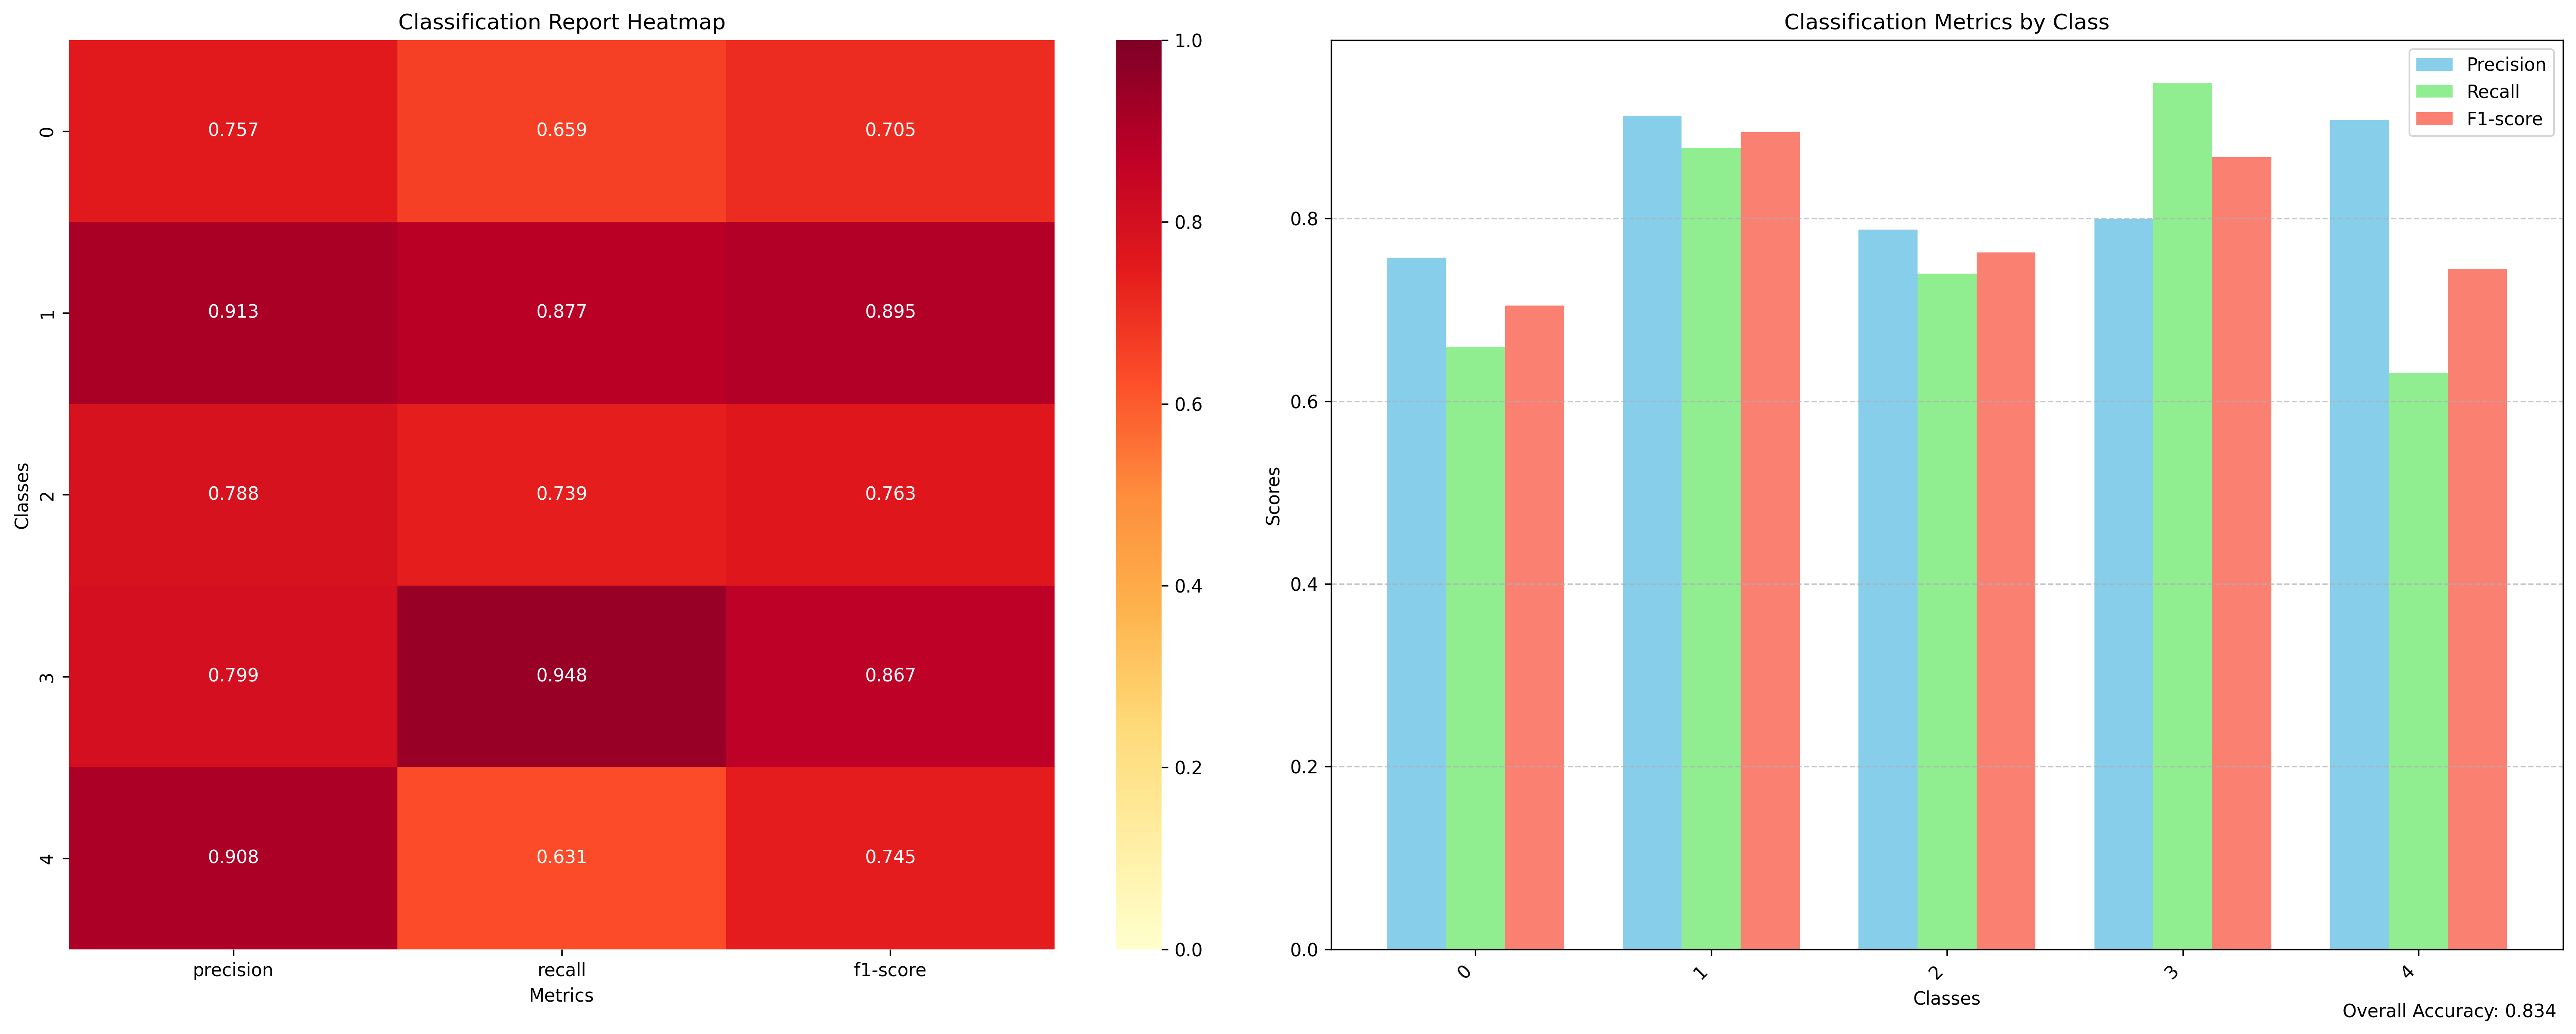 Classification Report Heatmap
0 0.757 0.659 0.705
1 0.913 0.877 0.895
2 0.788 0.739 0.763
3 0.799 0.948 0.867
4 0.908 0.631 0.745
Classes
precision recall f1-score
Metrics
1.0
0.8
0.6
0.4
0.2
0.0
Classification Metrics by Class
Precision
Recall
F1-score
0.8
0.6
0.4
0.2
0.0
Scores
0 1 2 3 4
Classes
Overall Accuracy: 0.834